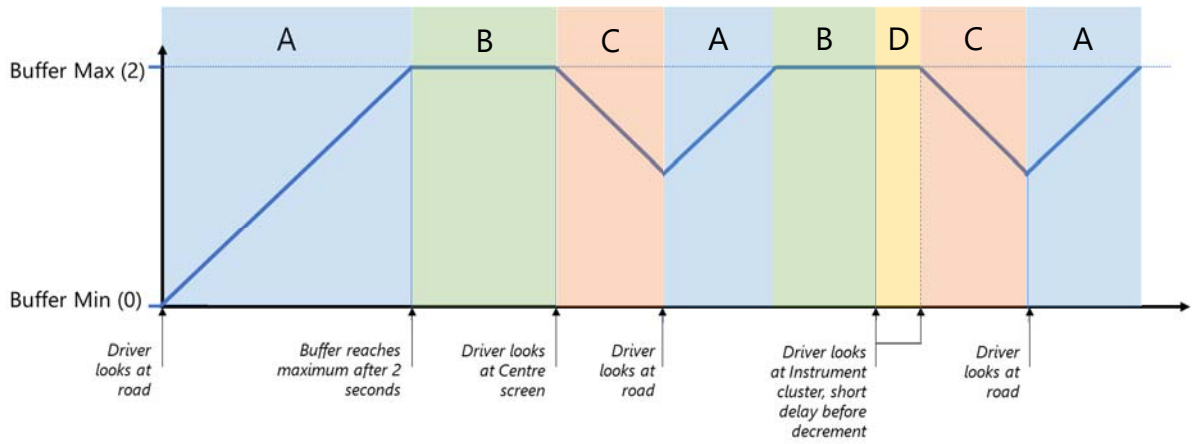 A B C A B D C A
Buffer Max (2)
Buffer Min (0)
Driver
looks at
road
Buffer reaches
maximum after 2
seconds
Driver looks
at Centre
screen
Driver
looks at
road
Driver looks
at Instrument
cluster, short
delay before
decrement
Driver
looks at
road